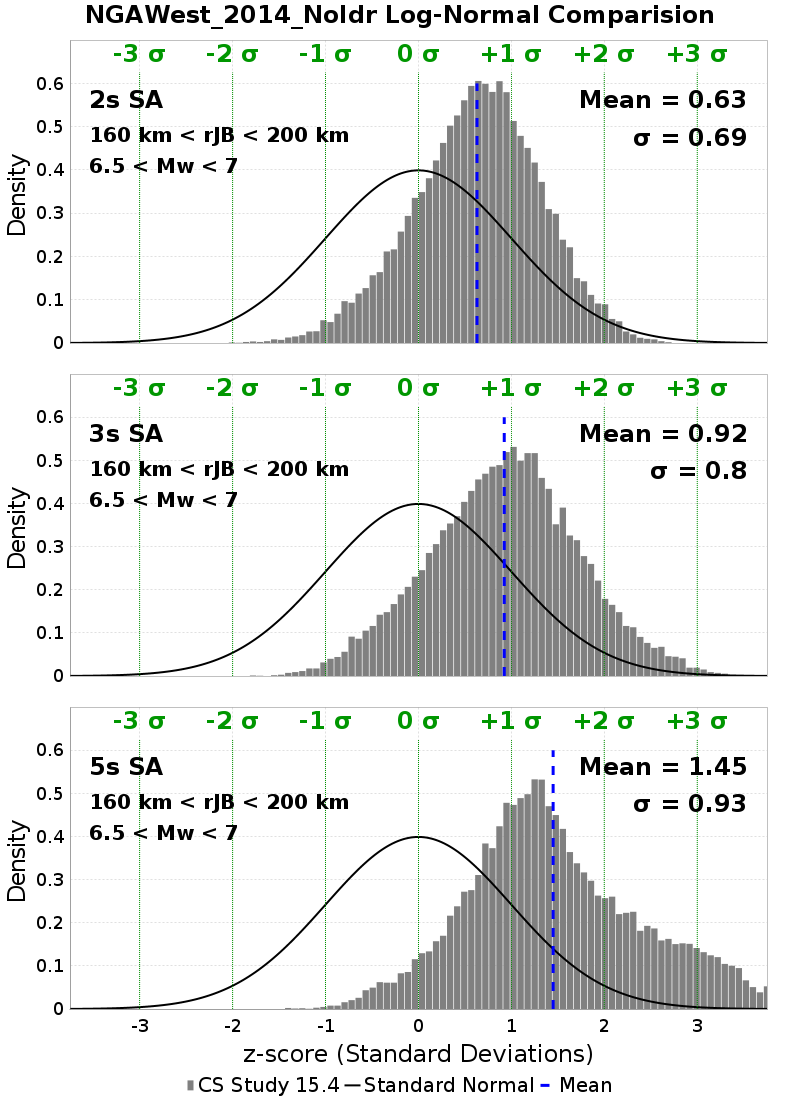 NGAWest_2014_NoIdr Log-Normal Comparision
-3 σ -2 σ -1 σ 0 σ +1 σ +2 σ +3 σ
2s SA
160 km < rJB < 200 km
6.5 < Mw < 7
Mean = 0.63
σ = 0.69
Density
0.6
0.5
0.4
0.3
0.2
0.1
0
-3 σ -2 σ -1 σ 0 σ +1 σ +2 σ +3 σ
3s SA
160 km < rJB < 200 km
6.5 < Mw < 7
Mean = 0.92
σ = 0.8
Density
0.6
0.5
0.4
0.3
0.2
0.1
0
-3 σ -2 σ -1 σ 0 σ +1 σ +2 σ +3 σ
5s SA
160 km < rJB < 200 km
6.5 < Mw < 7
Mean = 1.45
σ = 0.93
Density
0.6
0.5
0.4
0.3
0.2
0.1
0
-3 -2 -1 0 1 2 3
z-score (Standard Deviations)
CS Study 15.4 Standard Normal Mean